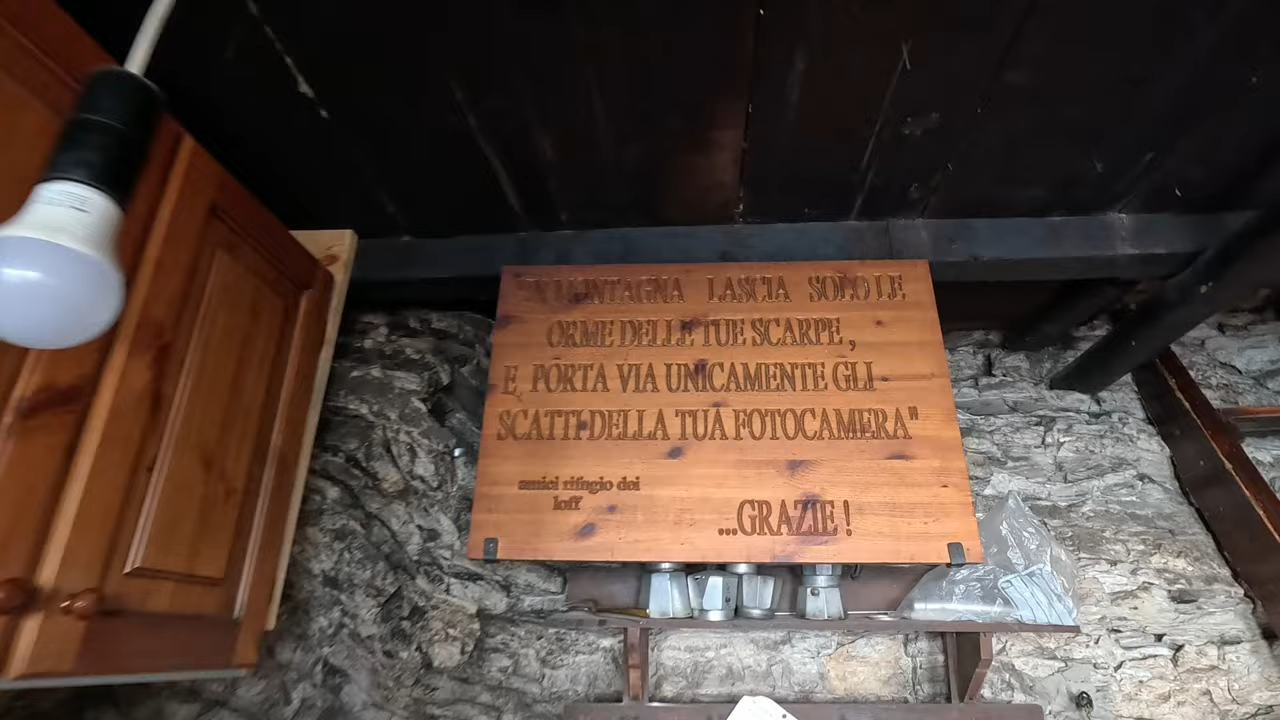 MONTAGNA LASCIA SOLO LE
ORME DELLE TUE SCARPE ,
E, PORTA VIA UNICAMENTE GLI
SCATTI DELLA TUA FOTOCAMERA"
amici rifugio dei
loff
...GRAZIE !